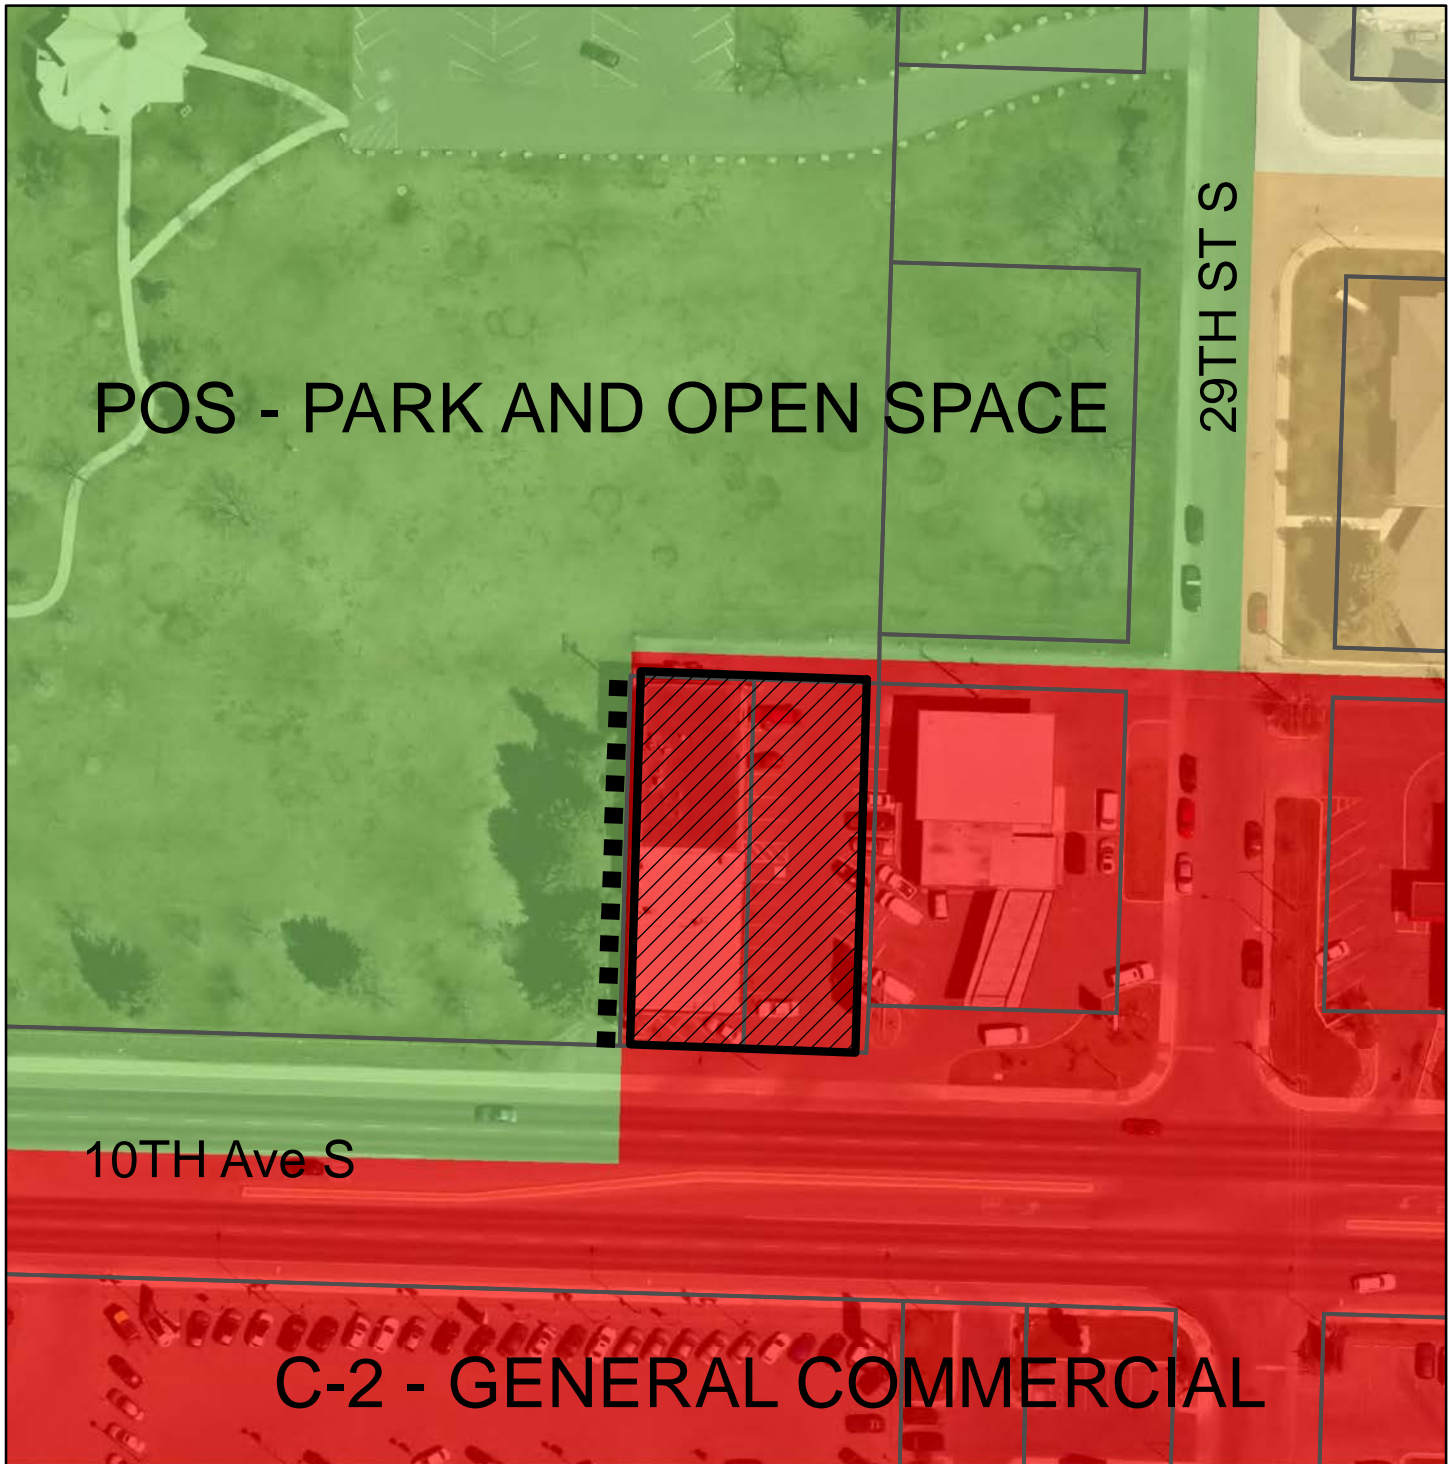 29TH ST S
POS - PARK AND OPEN SPACE
10TH Ave S
C-2 - GENERAL COMMERCIAL